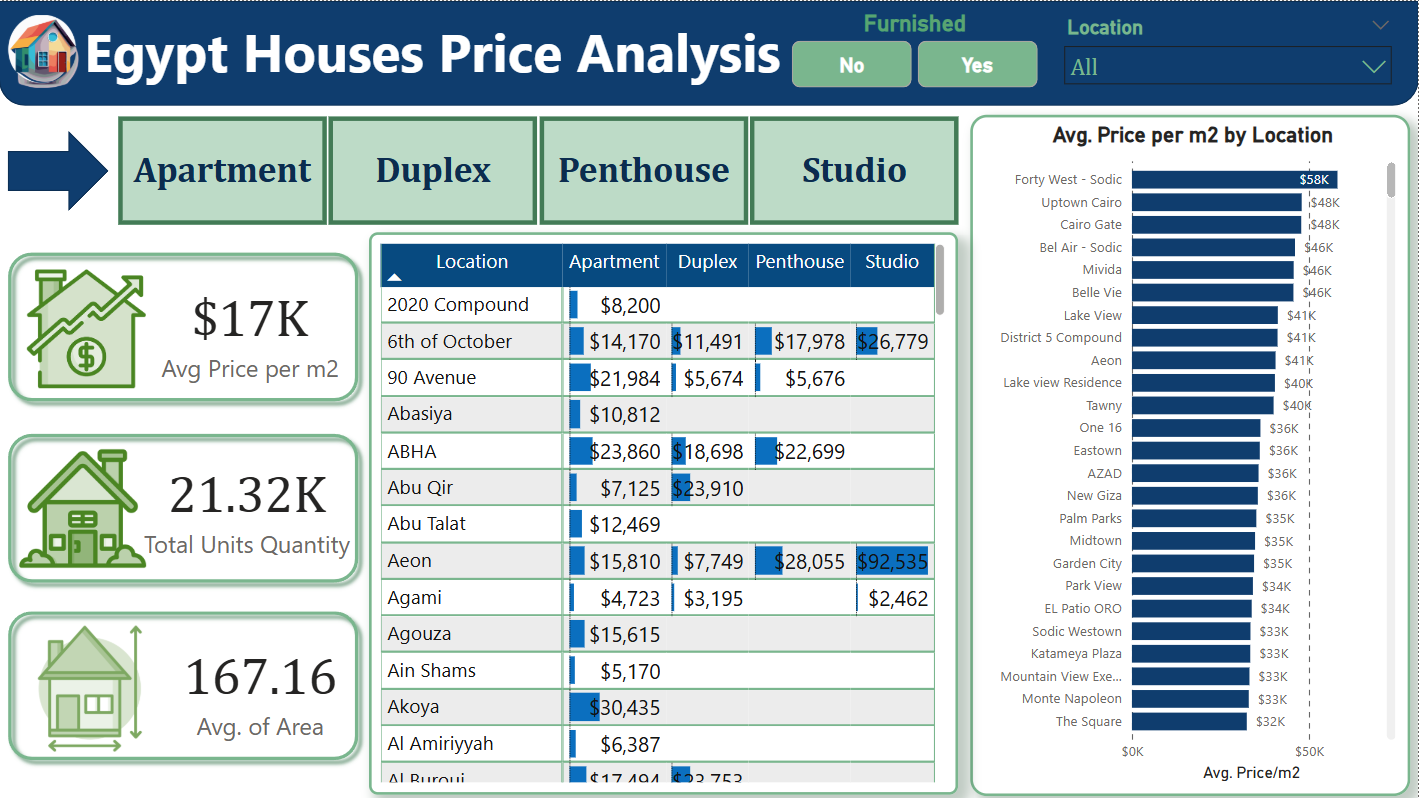 Egypt Houses Price Analysis
Furnished
No
Yes
Location
All
Apartment
Duplex
Penthouse
Studio
$17K
Avg Price per m2
21.32K
Total Units Quantity
167.16
Avg. of Area
Location Apartment Duplex Penthouse Studio
2020 Compound $8,200
6th of October $14,170 $11,491 $17,978 $26,779
90 Avenue $21,984 $5,674 $5,676
Abasiya $10,812
ABHA $23,860 $18,698 $22,699
Abu Qir $7,125 $23,910
Abu Talat $12,469
Aeon $15,810 $7,749 $28,055 $92,535
Agami $4,723 $3,195 $2,462
Agouza $15,615
Ain Shams $5,170
Akoya $30,435
Al Amiriyyah $6,387
Al Burouj $17,494 $23,753
Avg. Price per m2 by Location
Forty West - Sodic $58K
Uptown Cairo $48K
Cairo Gate $48K
Bel Air - Sodic $46K
Mivida $46K
Belle Vie $46K
Lake View $41K
District 5 Compound $41K
Aeon $41K
Lake view Residence $40K
Tawny $40K
One 16 $36K
Eastown $36K
AZAD $36K
New Giza $36K
Palm Parks $35K
Midtown $35K
Garden City $35K
Park View $34K
EL Patio ORO $34K
Sodic Westown $33K
Katameya Plaza $33K
Mountain View Exe... $33K
Monte Napoleon $33K
The Square $32K
$0K $50K
Avg. Price/m2